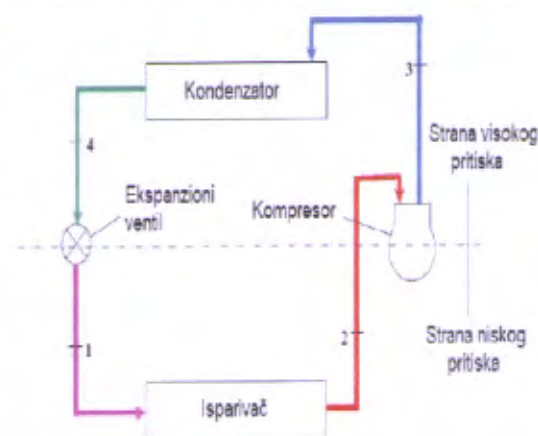 Kondenzator
3
4
Strana visokog
pritiska
Ekspanzioni
ventil
Kompresor
1
2
Strana niskog
pritiska
Isparivač